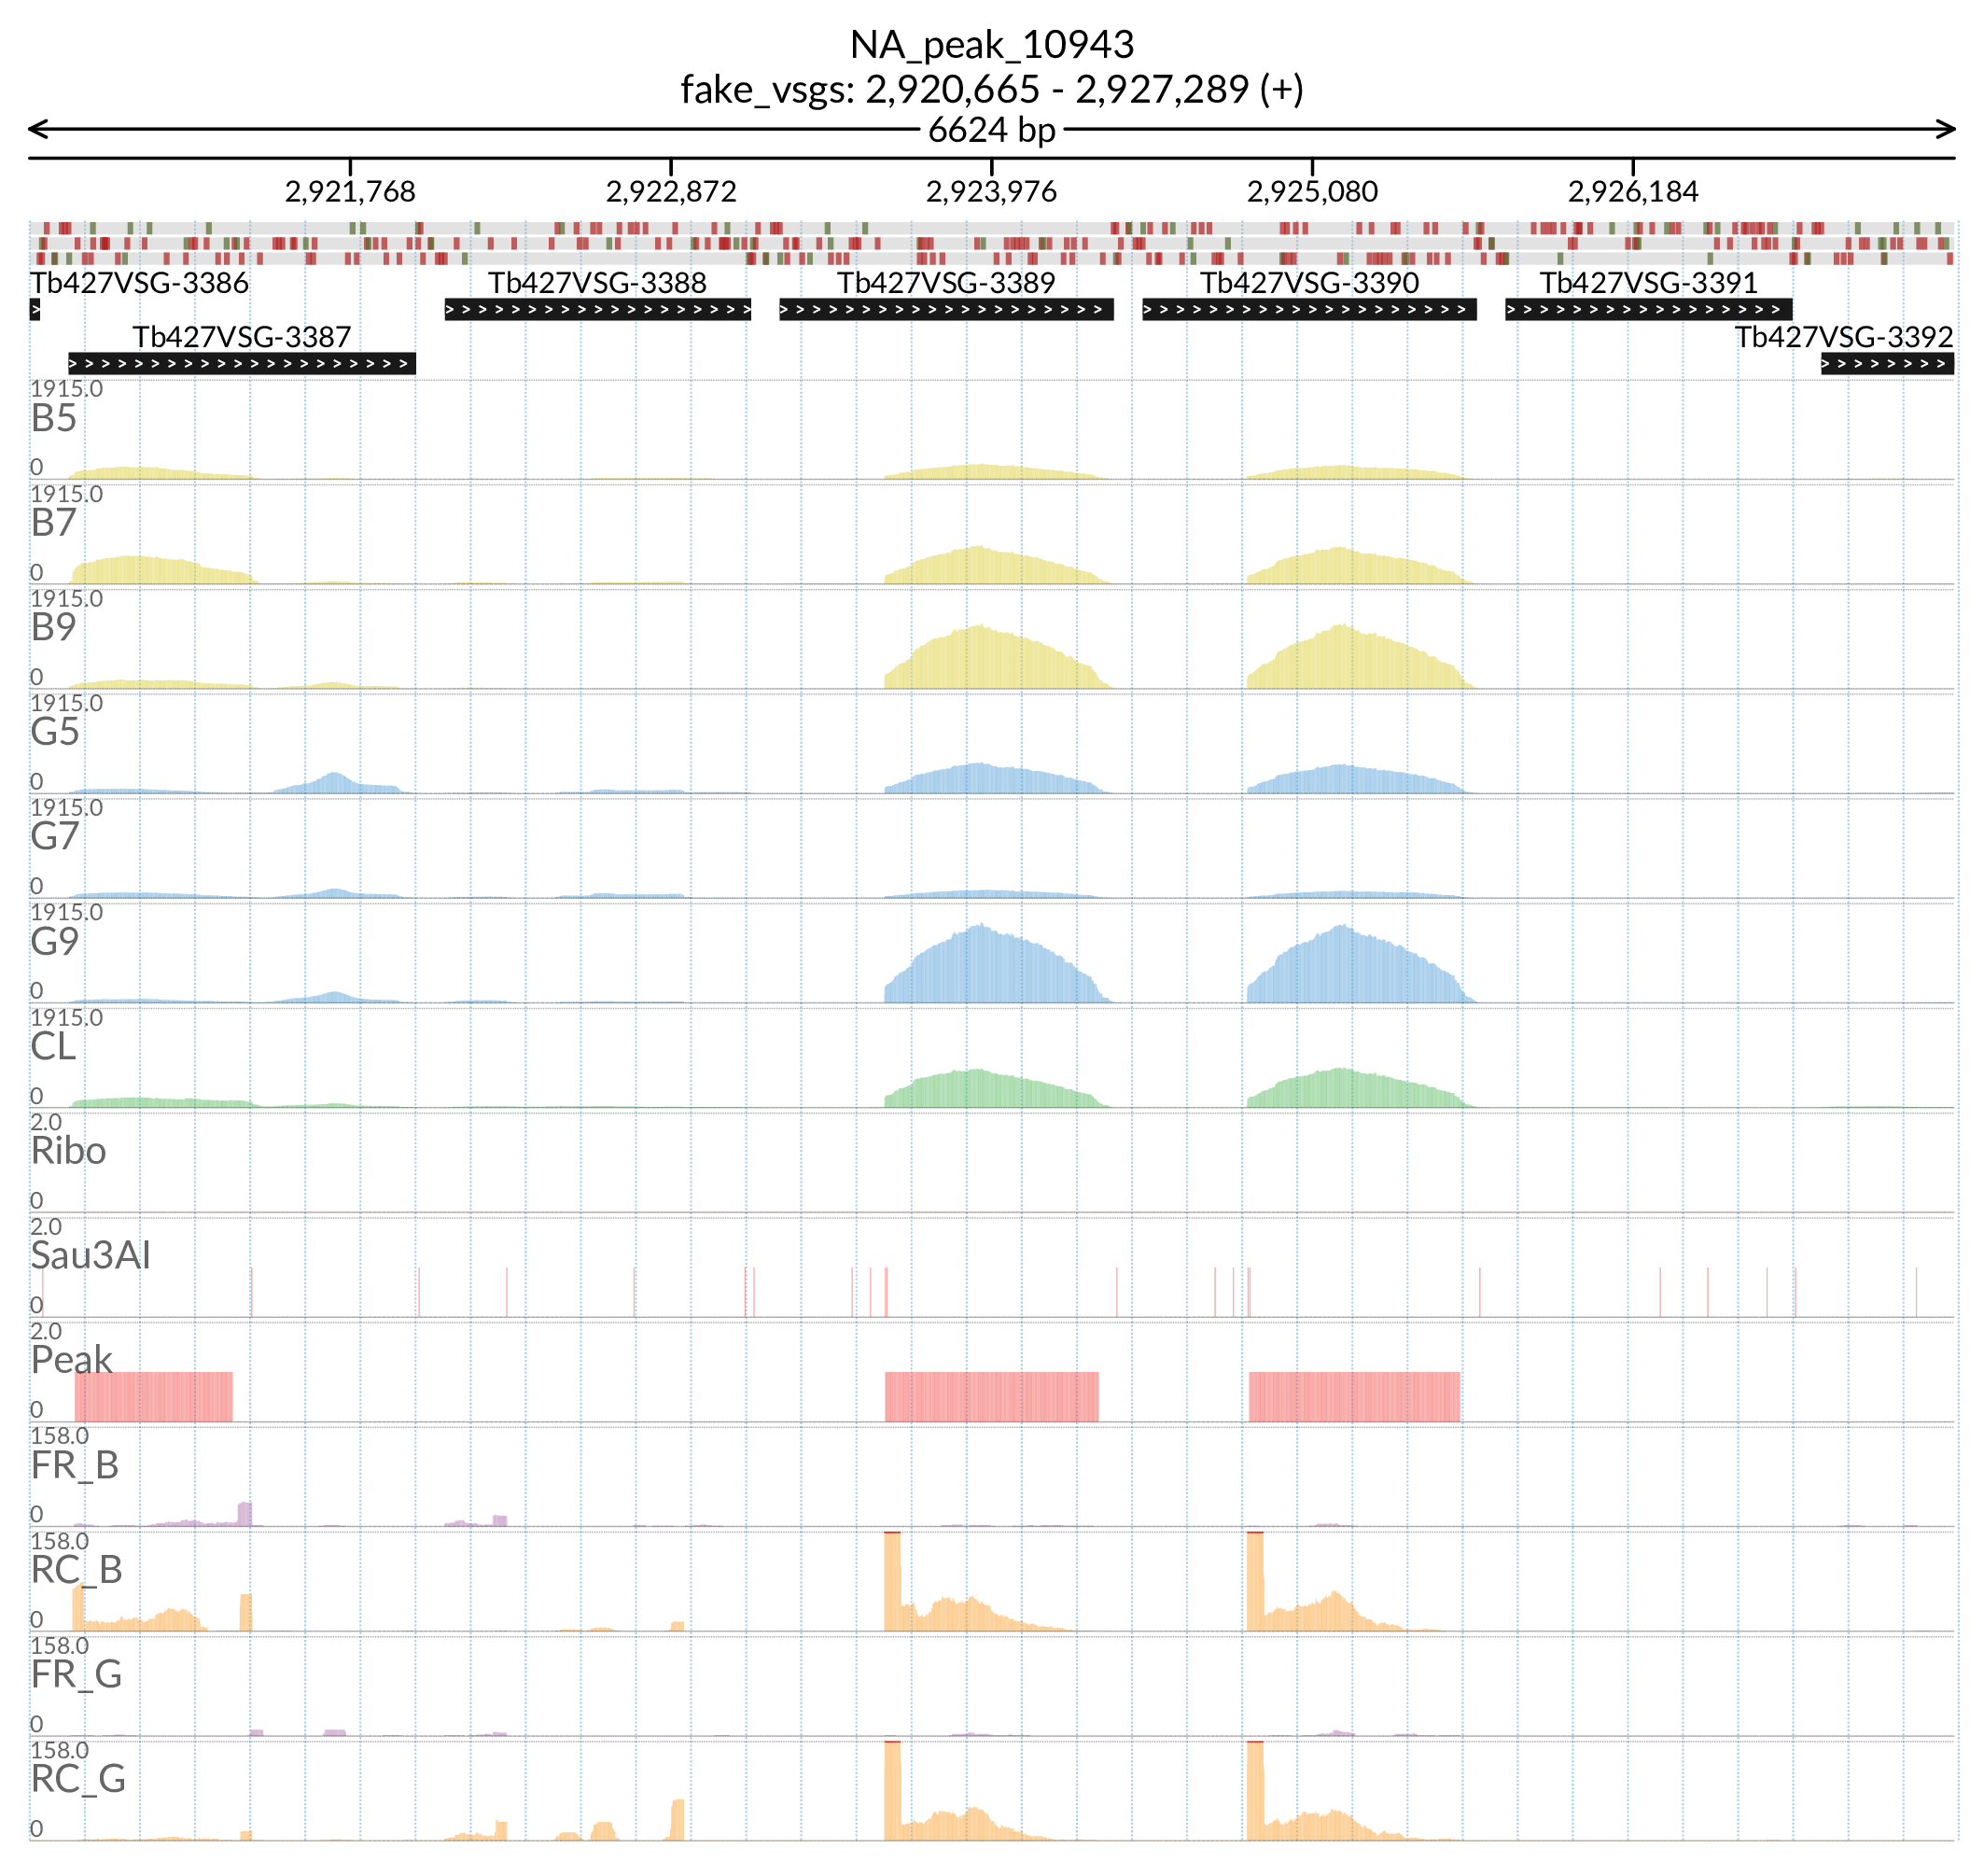 NA_peak_10943
fake_vsgs: 2,920,665 - 2,927,289 (+)
6624 bp
2,921,768 2,922,872 2,923,976 2,925,080 2,926,184
Tb427VSG-3386 Tb427VSG-3388 Tb427VSG-3389 Tb427VSG-3390 Tb427VSG-3391
Tb427VSG-3387 Tb427VSG-3392
1915.0
B5
0
1915.0
B7
0
1915.0
B9
0
1915.0
G5
0
1915.0
G7
0
1915.0
G9
0
1915.0
CL
0
2.0
Ribo
0
2.0
Sau3AI
0
2.0
Peak
0
158.0
FR_B
0
158.0
RC_B
0
158.0
FR_G
0
158.0
RC_G
0